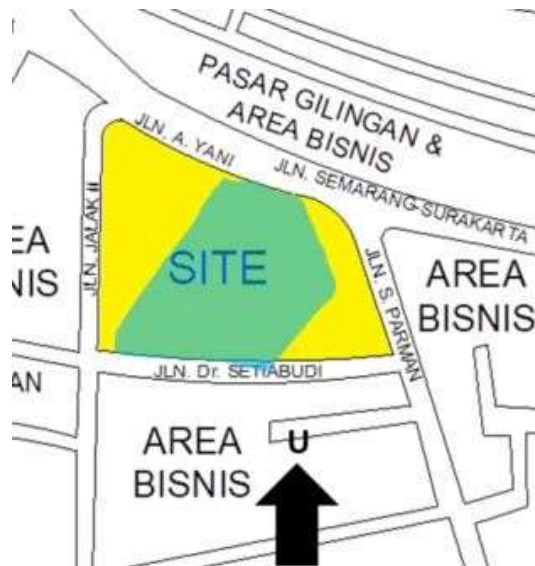 PASAR GILINGAN &
AREA BISNIS
JLN. A. YANI
JLN. SEMARANG-SURAKARTA
JLN. JALAK II
EA
NIS
SITE
JLN. S. PARMAN
AREA
BISNIS
JLN. Dr. SETIABUDI
AN
AREA
BISNIS
U